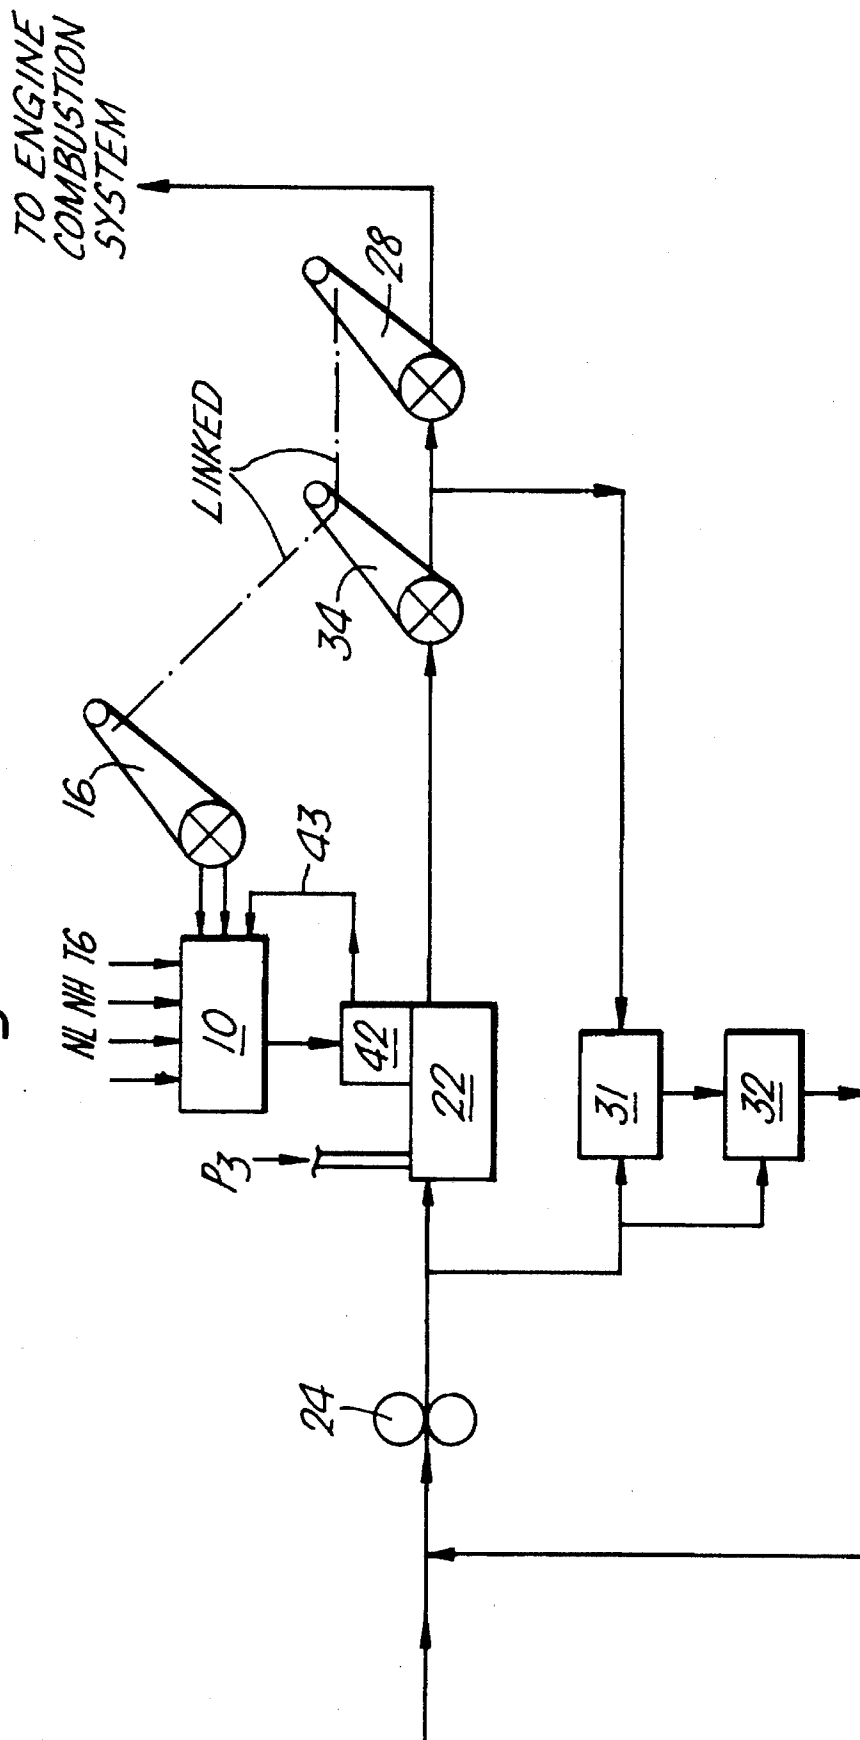 TO ENGINE
COMBUSTION
SYSTEM
LINKED
28
34
16
43
NL NH T6
10
42
22
P3
31
32
24